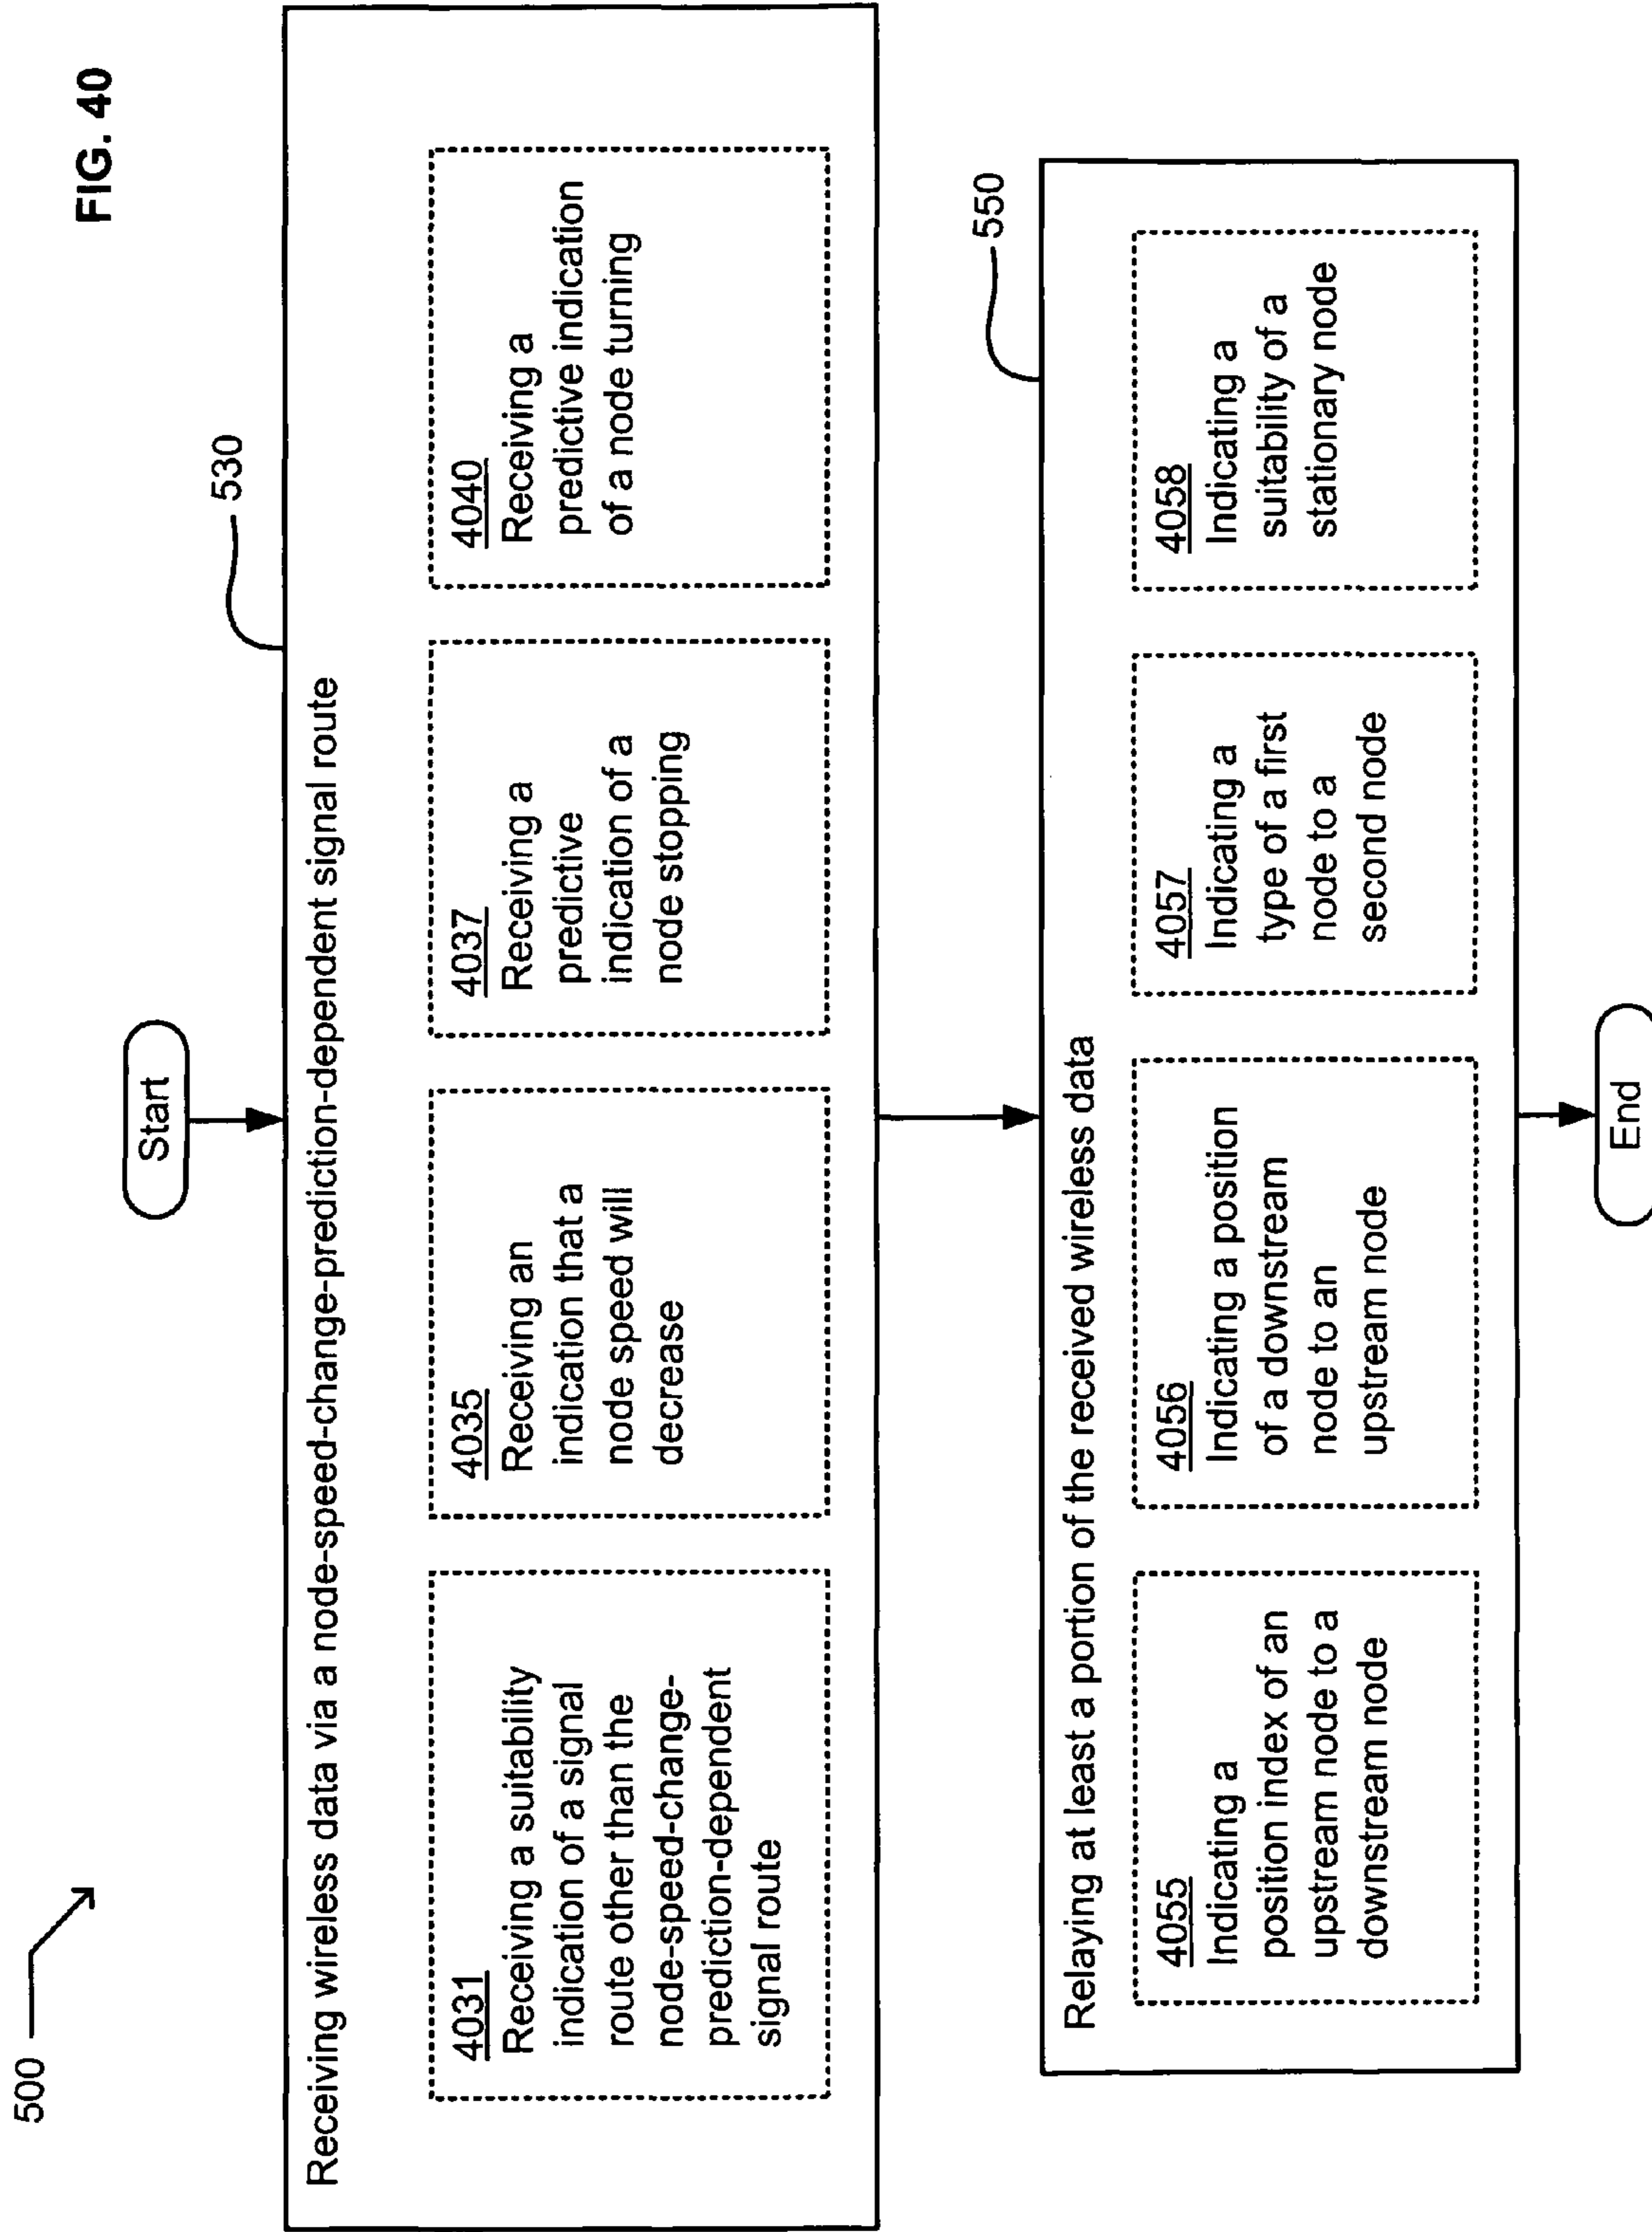 FIG. 40
500
Start
530
Receiving wireless data via a node-speed-change-prediction-dependent signal route
4031
Receiving a suitability
indication of a signal
route other than the
node-speed-change-
prediction-dependent
signal route
4035
Receiving an
indication that a
node speed will
decrease
4037
Receiving a
predictive
indication of a
node stopping
4040
Receiving a
predictive indication
of a node turning
550
Relaying at least a portion of the received wireless data
4055
Indicating a
position index of an
upstream node to a
downstream node
4056
Indicating a position
of a downstream
node to an
upstream node
4057
Indicating a
type of a first
node to a
second node
4058
Indicating a
suitability of a
stationary node
End